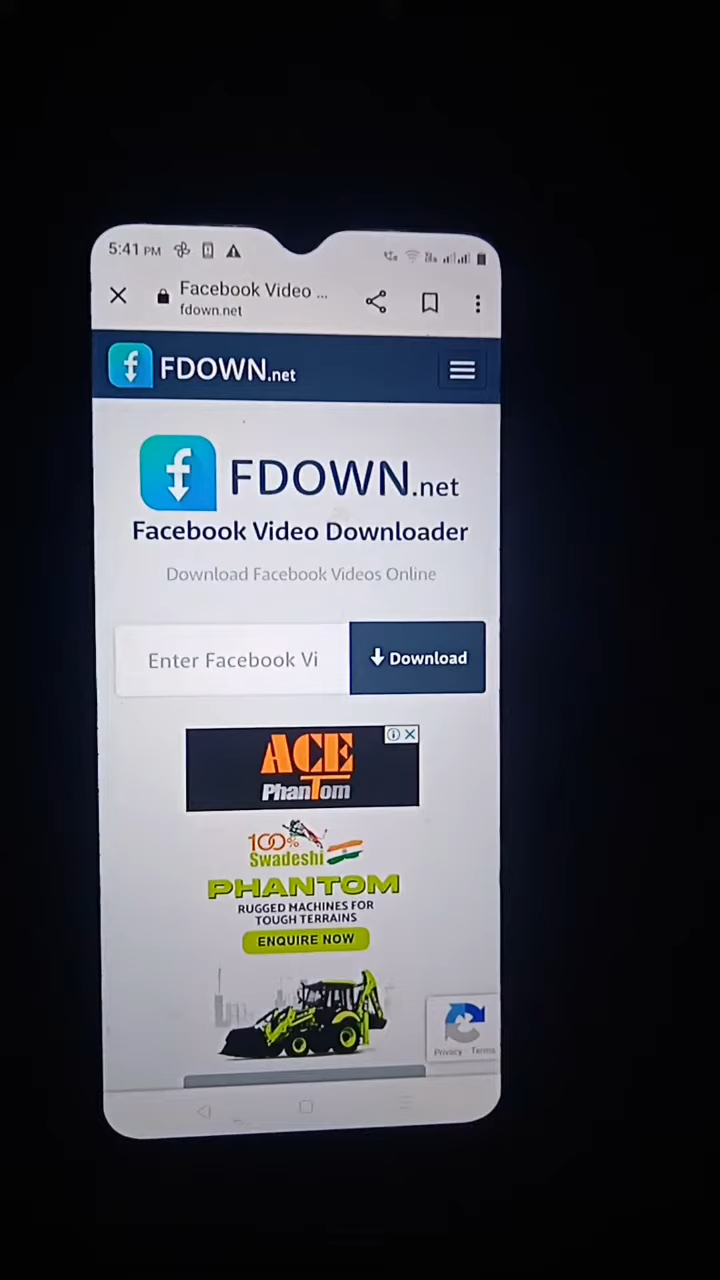 5:41 PM
Facebook Video ...
fdown.net
FDOWN.net
FDOWN.net
Facebook Video Downloader
Download Facebook Videos Online
Enter Facebook Vi
Download
ACE
PhanTom
100%
Swadeshi
PHANTOM
RUGGED MACHINES FOR
TOUGH TERRAINS
ENQUIRE NOW
Privacy - Terms